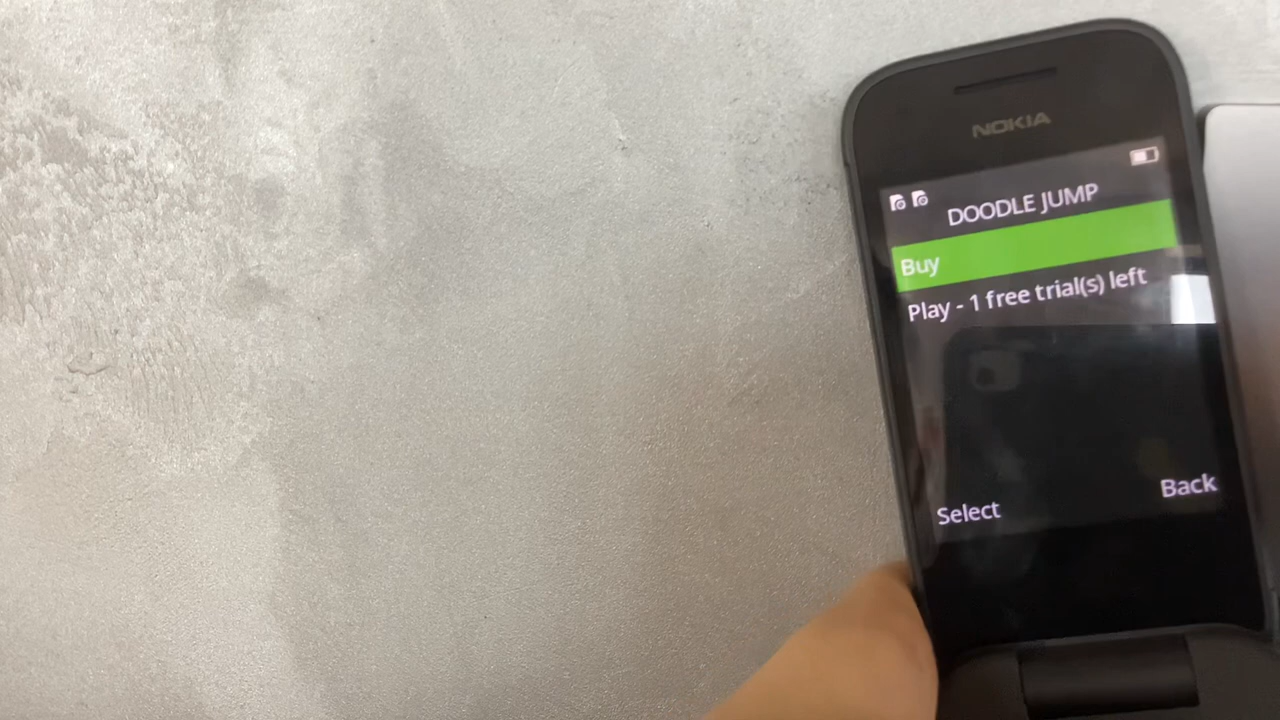 NOKIA
DOODLE JUMP
Buy
Play - 1 free trial(s) left
Back
Select